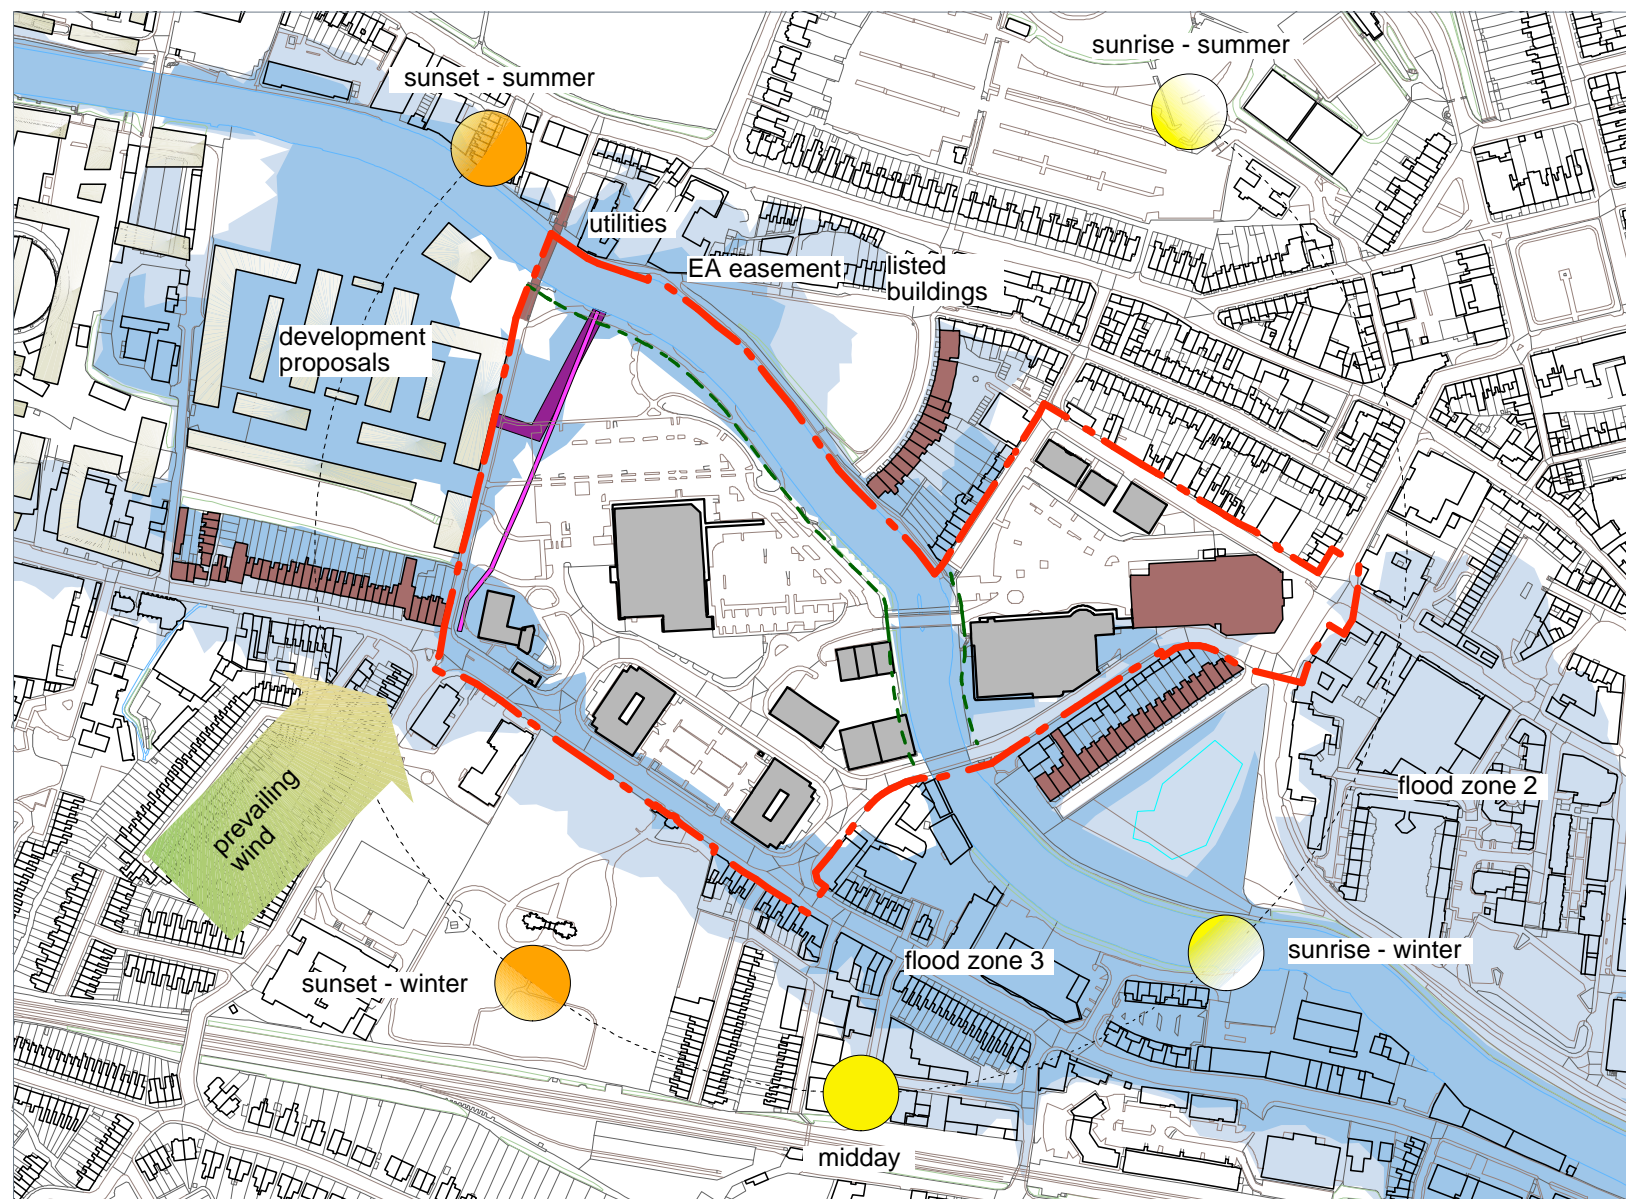 sunrise - summer
sunset - summer
utilities
EA easement
listed
buildings
development
proposals
prevailing
wind
flood zone 2
sunrise - winter
flood zone 3
sunset - winter
midday